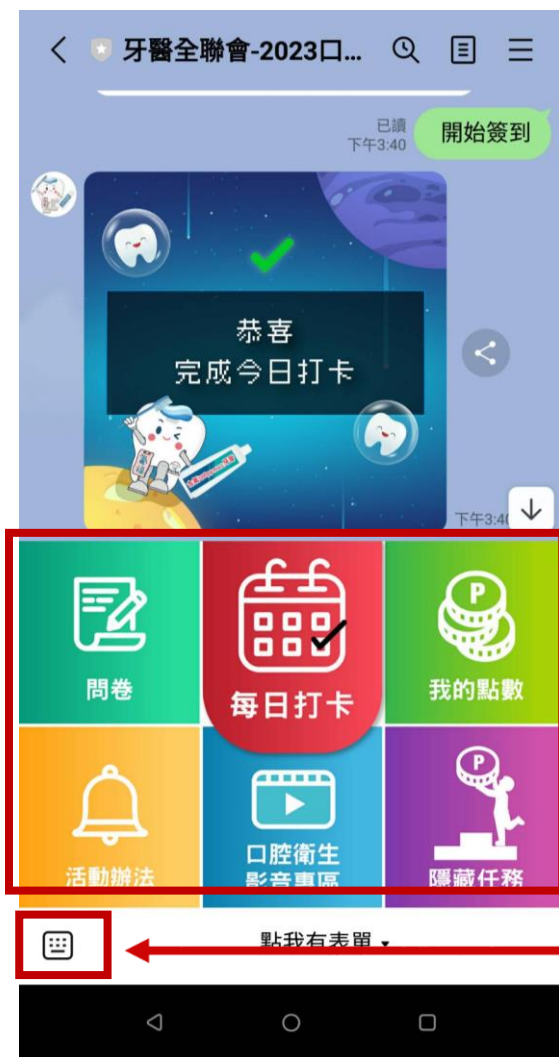 牙醫全聯會-2023口...
已讀
下午3:40
開始簽到
恭喜
完成今日打卡
下午3:4
問卷
每日打卡
P
我的點數
活動辦法
口腔衛生
影音專區
P
隱藏任務
點我有表單